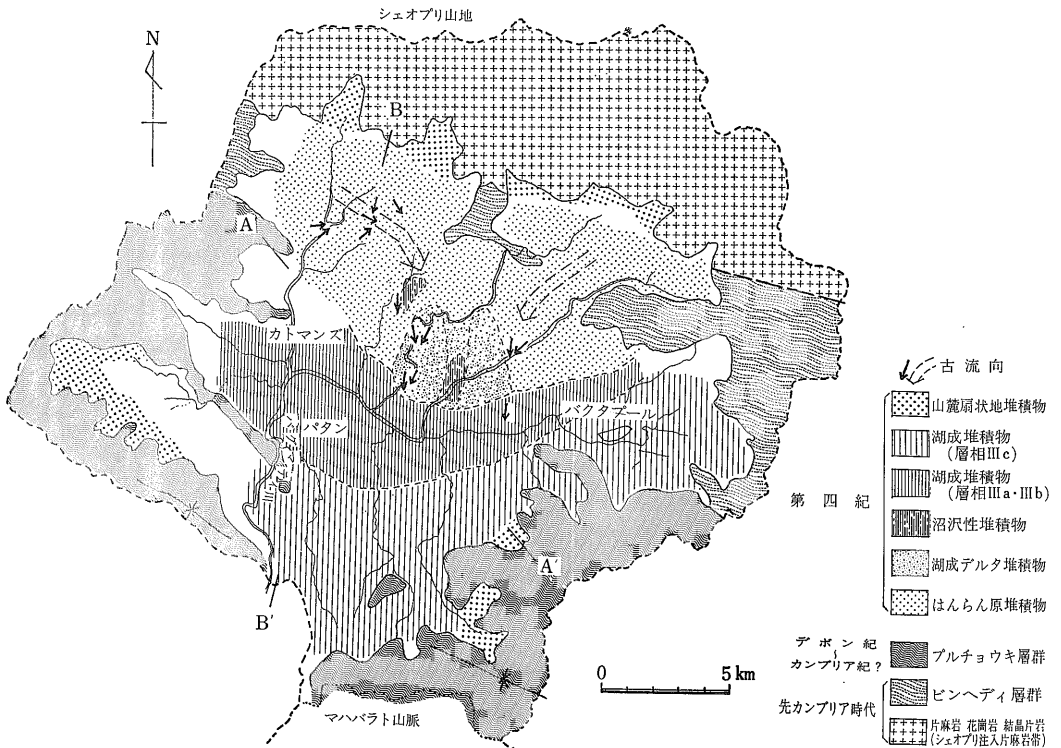 シェオプリ山地
N
B
A
カトマンズ
パタン
バクタプール
A'
B'
0 5km
マハバラト山脈
古流向
山麓扇状地堆積物
湖成堆積物
(層相Ⅲc)
湖成堆積物
(層相Ⅲa・Ⅲb)
第四紀
沼沢性堆積物
湖成デルタ堆積物
はんらん原堆積物
デボン紀
〜
カンブリア紀?
プルチョウキ層群
先カンブリア時代
ビンヘディ層群
片麻岩 花崗岩 結晶片岩
(シェオプリ注入片麻岩帯)